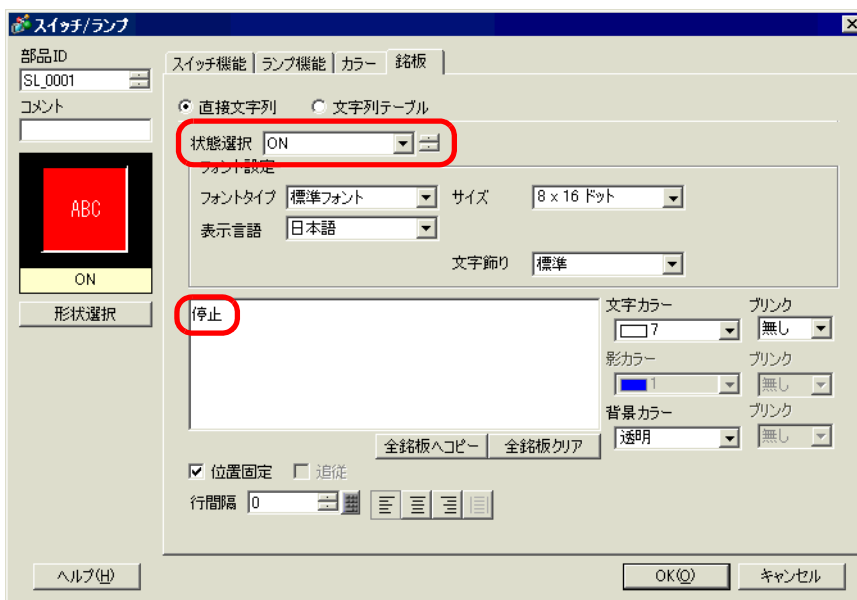 スイッチ/ランプ
部品ID
SL_0001
コメント
ABC
ON
形状選択
スイッチ機能 ランプ機能 カラー 銘板
直接文字列 文字列テーブル
状態選択 ON
フォント設定
フォントタイプ 標準フォント サイズ 8 x 16 ドット
表示言語 日本語
文字飾り 標準
停止
文字カラー ブリンク
7 無し
影カラー ブリンク
1 無し
背景カラー ブリンク
透明 無し
全銘板へコピー 全銘板クリア
位置固定 追従
行間隔 0
ヘルプ(H) OK(O) キャンセル